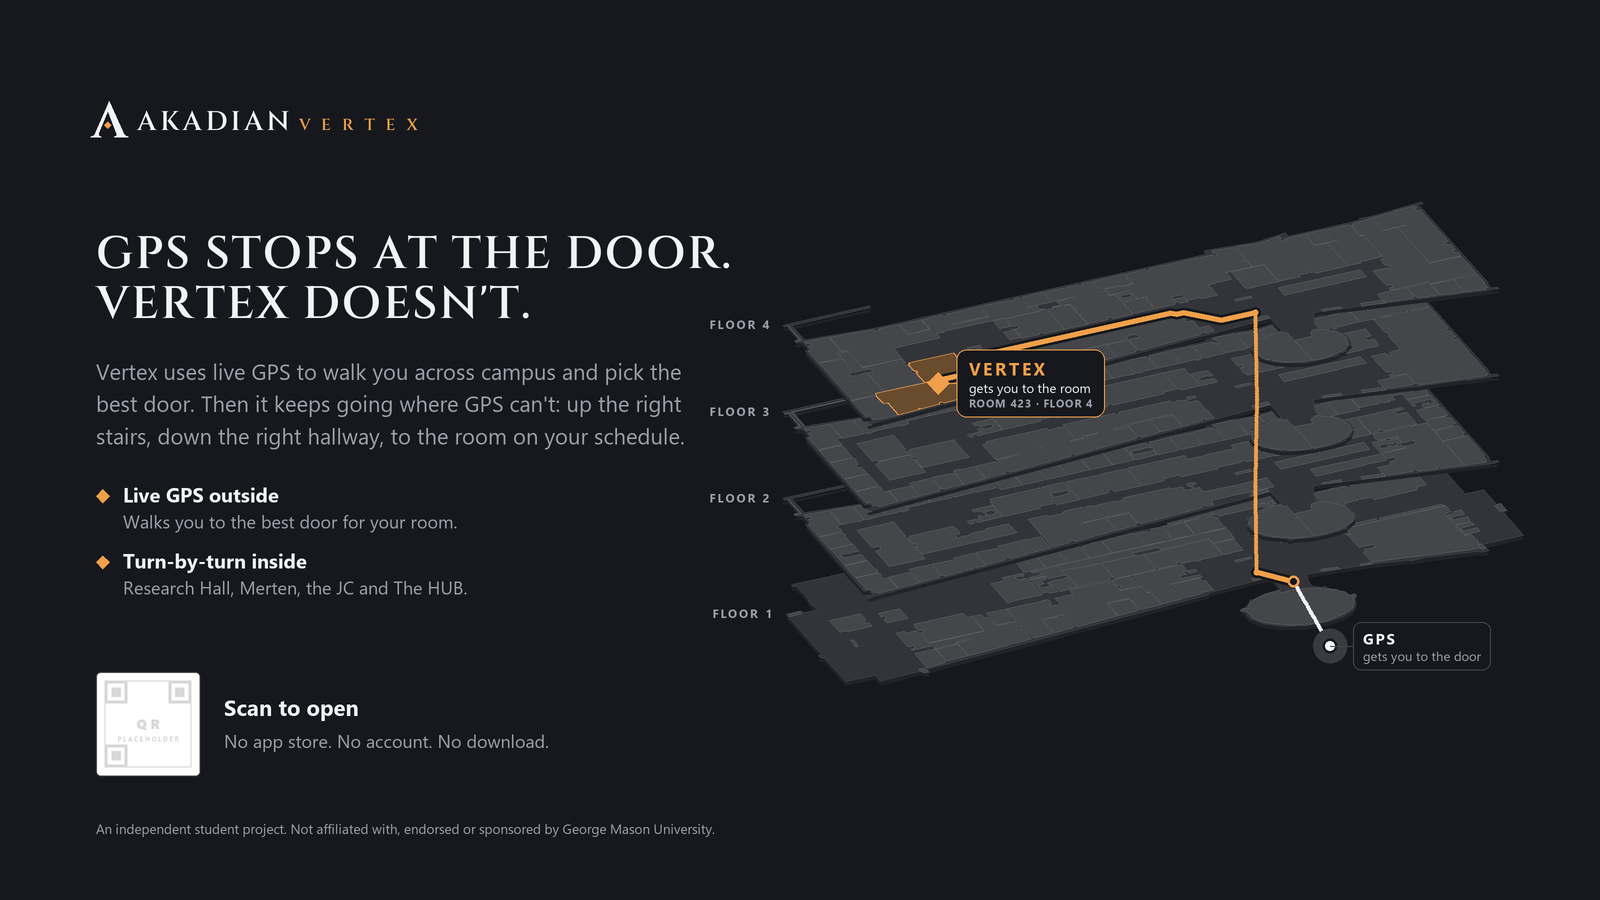 AKADIAN VERTEX
GPS STOPS AT THE DOOR.
VERTEX DOESN'T.
Vertex uses live GPS to walk you across campus and pick the
best door. Then it keeps going where GPS can't: up the right
stairs, down the right hallway, to the room on your schedule.
Live GPS outside
Walks you to the best door for your room.
Turn-by-turn inside
Research Hall, Merten, the JC and The HUB.
QR
PLACEHOLDER
Scan to open
No app store. No account. No download.
An independent student project. Not affiliated with, endorsed or sponsored by George Mason University.
FLOOR 4
FLOOR 3
FLOOR 2
FLOOR 1
VERTEX
gets you to the room
ROOM 423 · FLOOR 4
GPS
gets you to the door